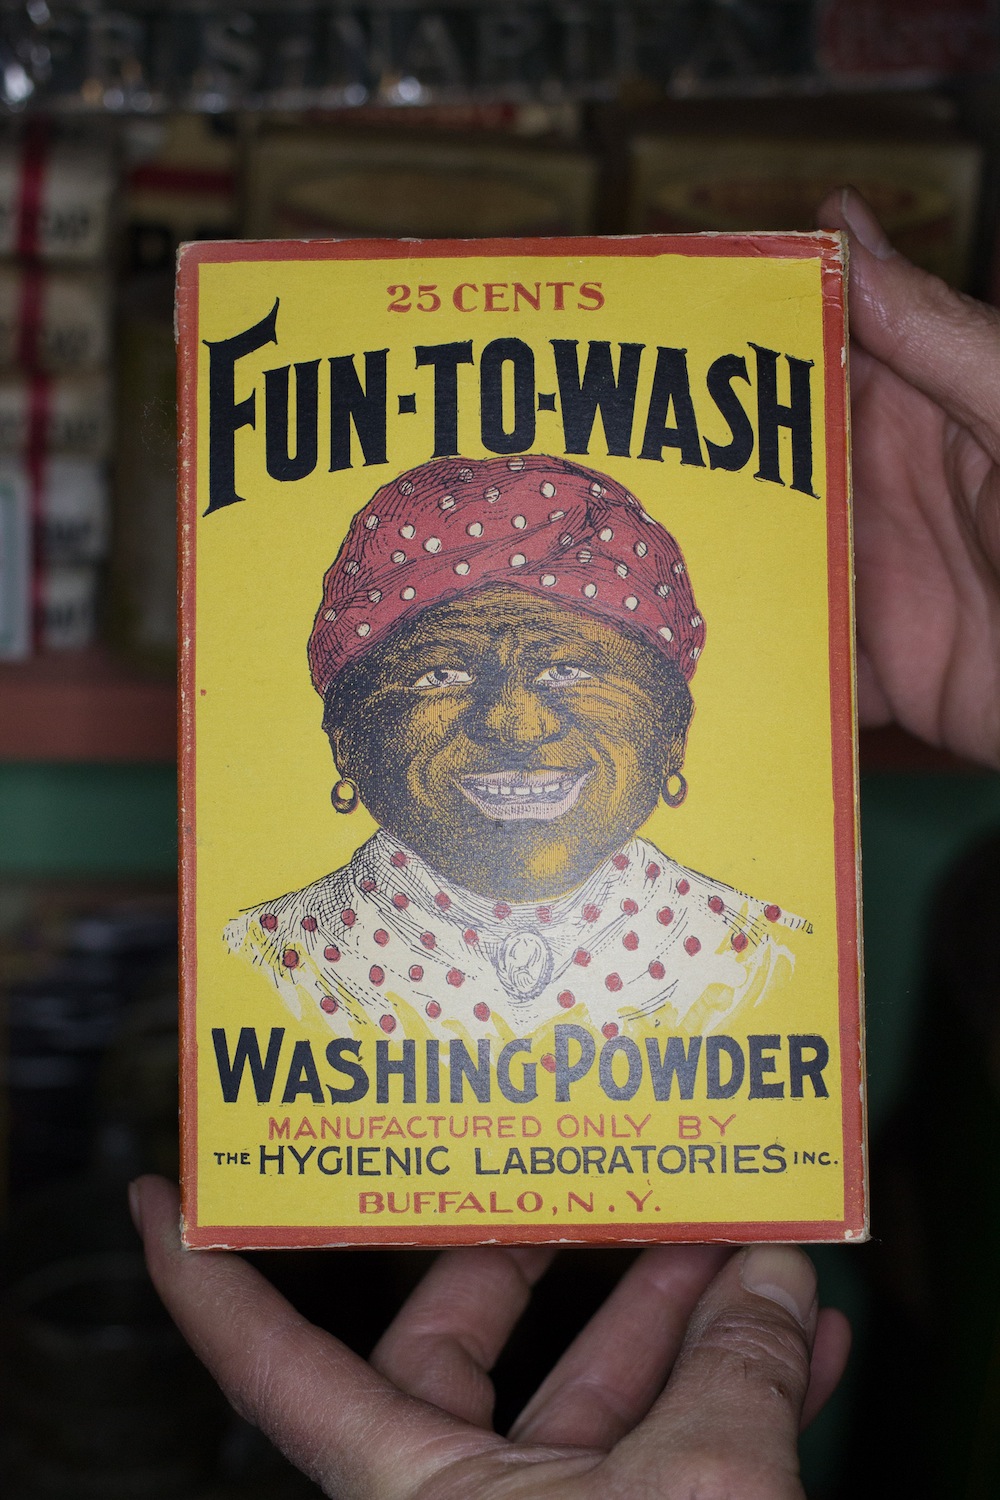 25 CENTS
FUN-TO-WASH
WASHING POWDER
MANUFACTURED ONLY BY
THE HYGIENIC LABORATORIES INC.
BUFFALO, N.Y.